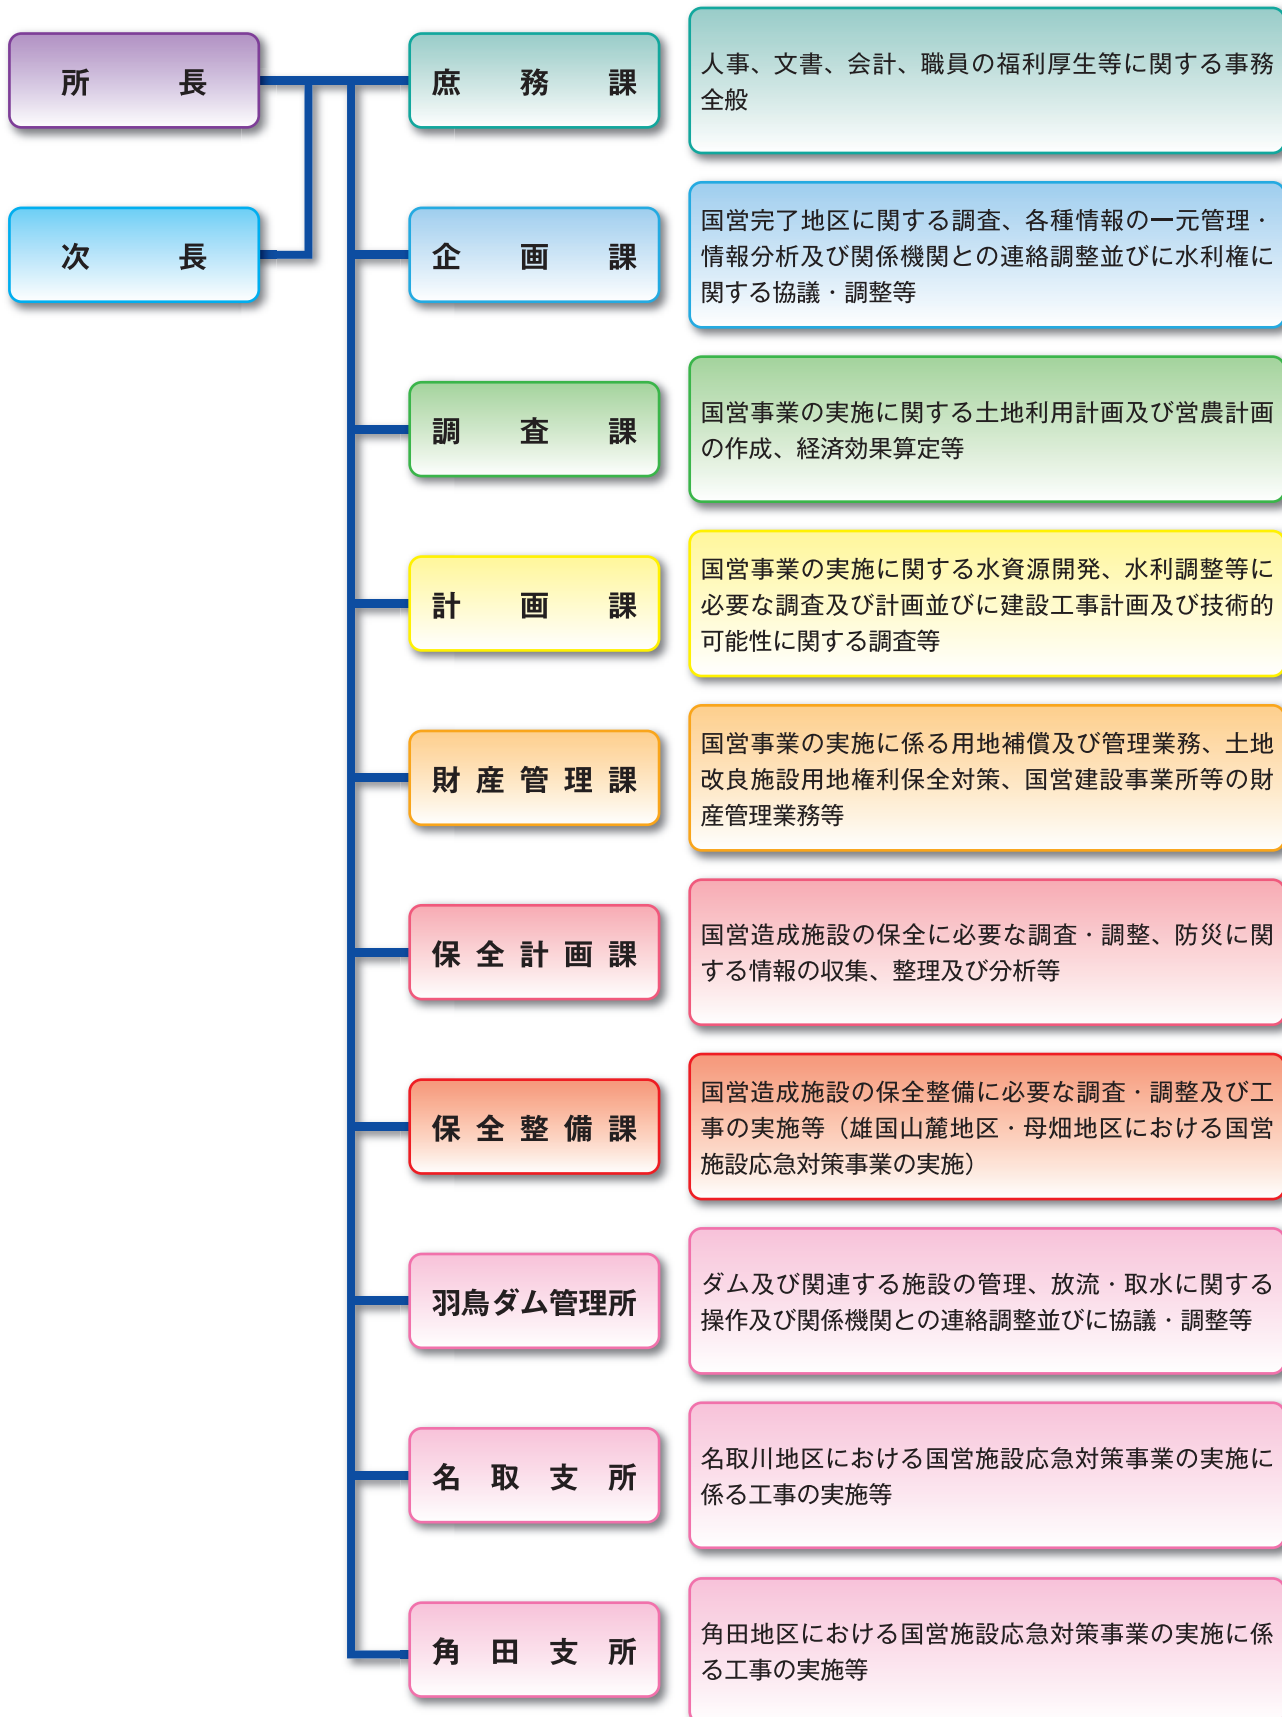 所長
庶務課
人事、文書、会計、職員の福利厚生等に関する事務
全般
次長
企画課
国営完了地区に関する調査、各種情報の一元管理・
情報分析及び関係機関との連絡調整並びに水利権に
関する協議・調整等
調査課
国営事業の実施に関する土地利用計画及び営農計画
の作成、経済効果算定等
計画課
国営事業の実施に関する水資源開発、水利調整等に
必要な調査及び計画並びに建設工事計画及び技術的
可能性に関する調査等
財産管理課
国営事業の実施に係る用地補償及び管理業務、土地
改良施設用地権利保全対策、国営建設事業所等の財
産管理業務等
保全計画課
国営造成施設の保全に必要な調査・調整、防災に関
する情報の収集、整理及び分析等
保全整備課
国営造成施設の保全整備に必要な調査・調整及び工
事の実施等（雄国山麓地区・母畑地区における国営
施設応急対策事業の実施）
羽鳥ダム管理所
ダム及び関連する施設の管理、放流・取水に関する
操作及び関係機関との連絡調整並びに協議・調整等
名取支所
名取川地区における国営施設応急対策事業の実施に
係る工事の実施等
角田支所
角田地区における国営施設応急対策事業の実施に係
る工事の実施等